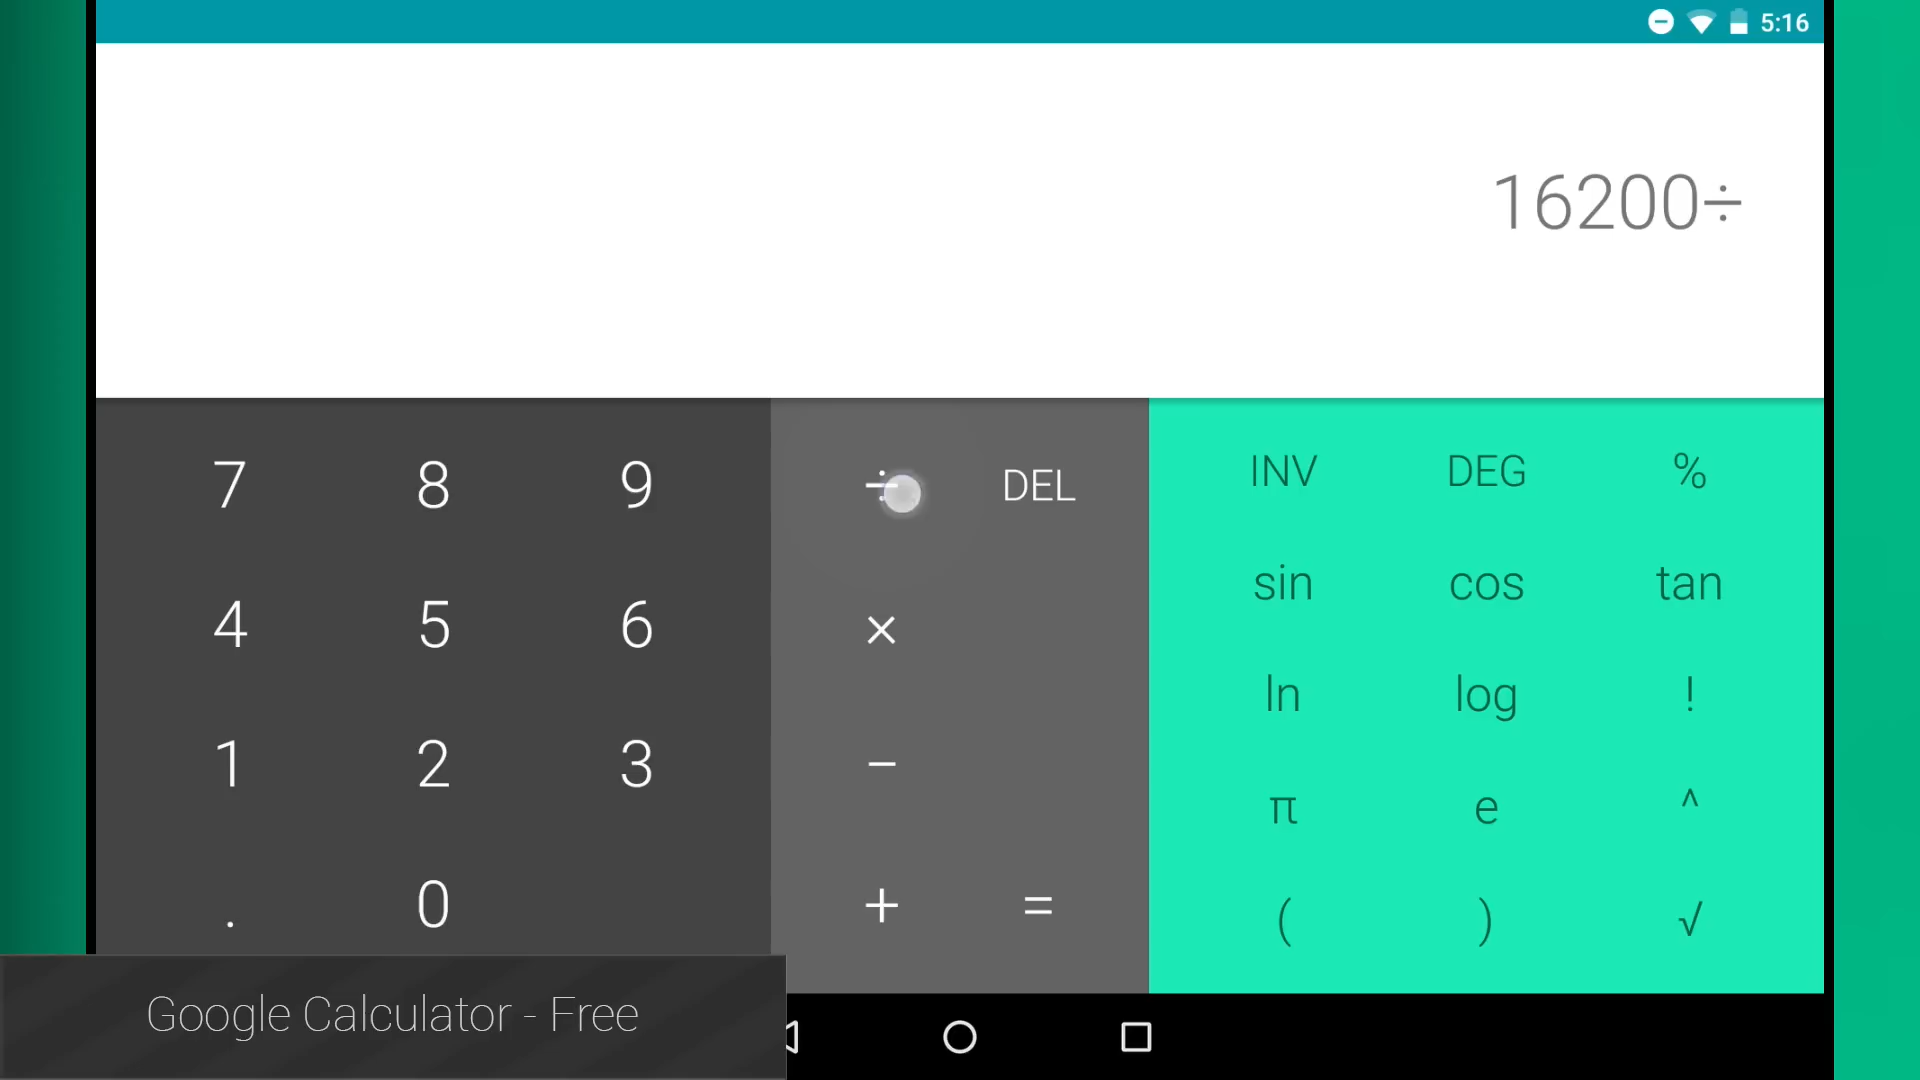 5:16
16200÷
7 8 9 ÷ DEL INV DEG %
4 5 6 × sin cos tan
ln log !
1 2 3 − π e ^
. 0 + = ( ) √
Google Calculator - Free